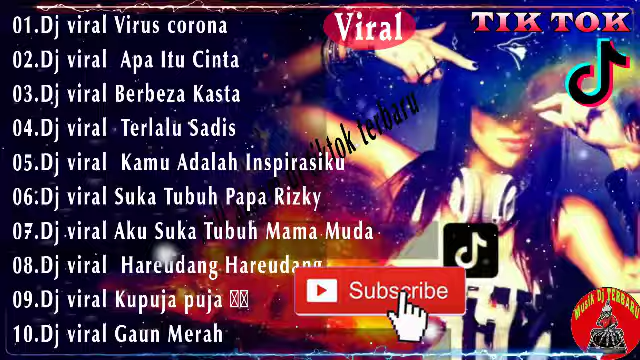 01.Dj viral Virus corona
02.Dj viral Apa Itu Cinta
03.Dj viral Berbeza Kasta
04.Dj viral Terlalu Sadis
05.Dj viral Kamu Adalah Inspirasiku
06:Dj viral Suka Tubuh Papa Rizky
07.Dj viral Aku Suka Tubuh Mama Muda
08.Dj viral Hareudang Hareudang
09.Dj viral Kupuja puja
10.Dj viral Gaun Merah
Viral
TIK TOK
tiktok terbaru
Subscribe
MUSIK DJ TERBARU